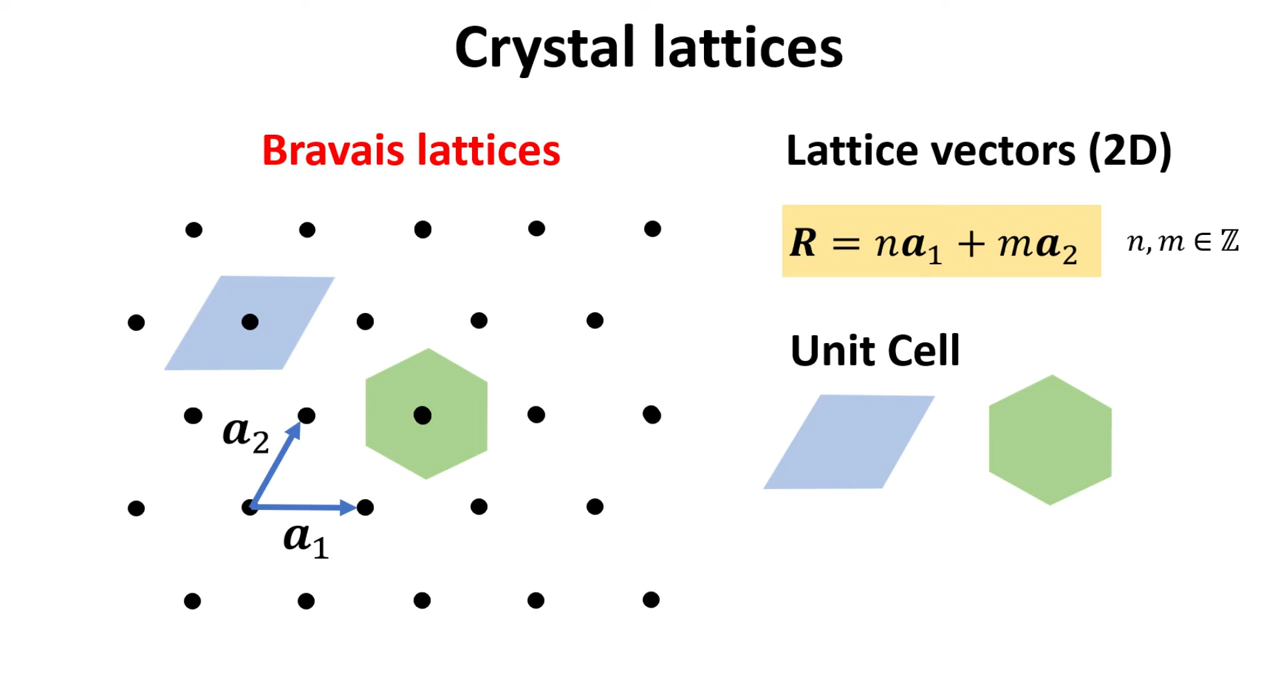 Crystal lattices
Bravais lattices
Lattice vectors (2D)
𝑹 = 𝑛𝒂₁ + 𝑚𝒂₂
𝑛, 𝑚 ∈ ℤ
Unit Cell
𝒂₂
𝒂₁